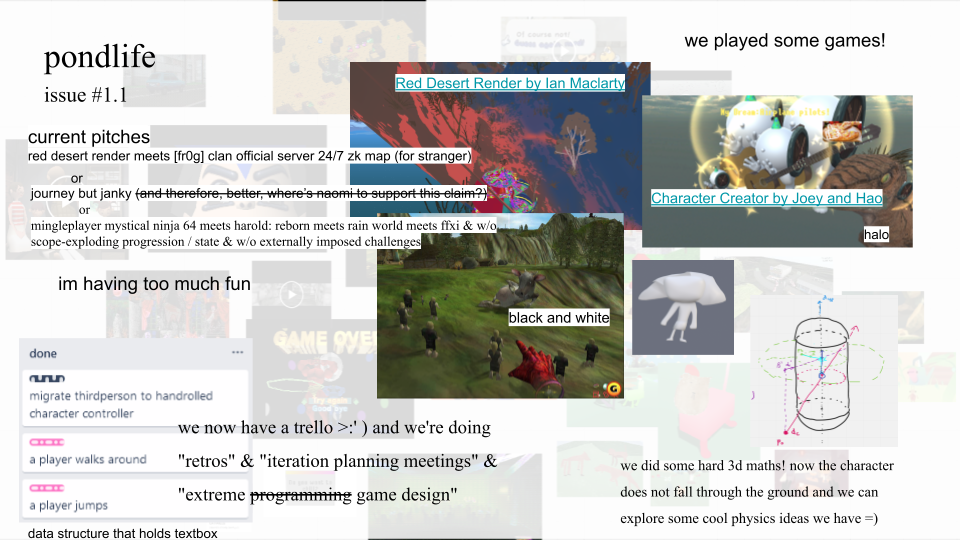 pondlife
issue #1.1
we played some games!
current pitches
red desert render meets [fr0g] clan official server 24/7 zk map (for stranger)
or
journey but janky (and therefore, better, where's naomi to support this claim?)
or
mingleplayer mystical ninja 64 meets harold: reborn meets rain world meets ffxi & w/o
scope-exploding progression / state & w/o externally imposed challenges
Red Desert Render by Ian Maclarty
Character Creator by Joey and Hao
halo
im having too much fun
black and white
GAME OVER
done
migrate thirdperson to handrolled
character controller
a player walks around
a player jumps
we now have a trello >:' ) and we're doing
"retros" & "iteration planning meetings" &
"extreme programming game design"
we did some hard 3d maths! now the character
does not fall through the ground and we can
explore some cool physics ideas we have =)
data structure that holds textbox